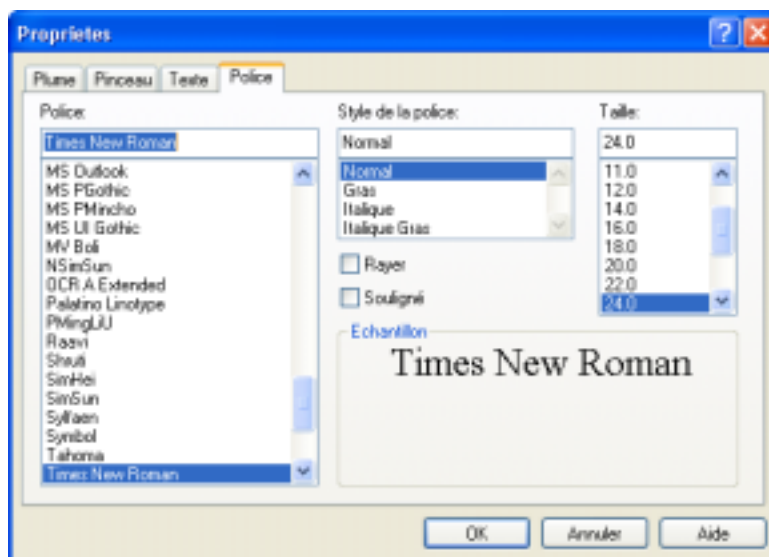 Proprietes
Plume Pinceau Texte Police
Police:
Times New Roman
MS Outlook
MS PGothic
MS PMincho
MS UI Gothic
MV Boli
NSimSun
OCR A Extended
Palatino Linotype
PMingLiU
Raavi
Shruti
SimHei
SimSun
Sylfaen
Symbol
Tahoma
Times New Roman
Style de la police:
Normal
Normal
Gras
Italique
Italique Gras
Rayer
Souligné
Taille:
24.0
11.0
12.0
14.0
16.0
18.0
20.0
22.0
24.0
Echantillon
Times New Roman
OK Annuler Aide